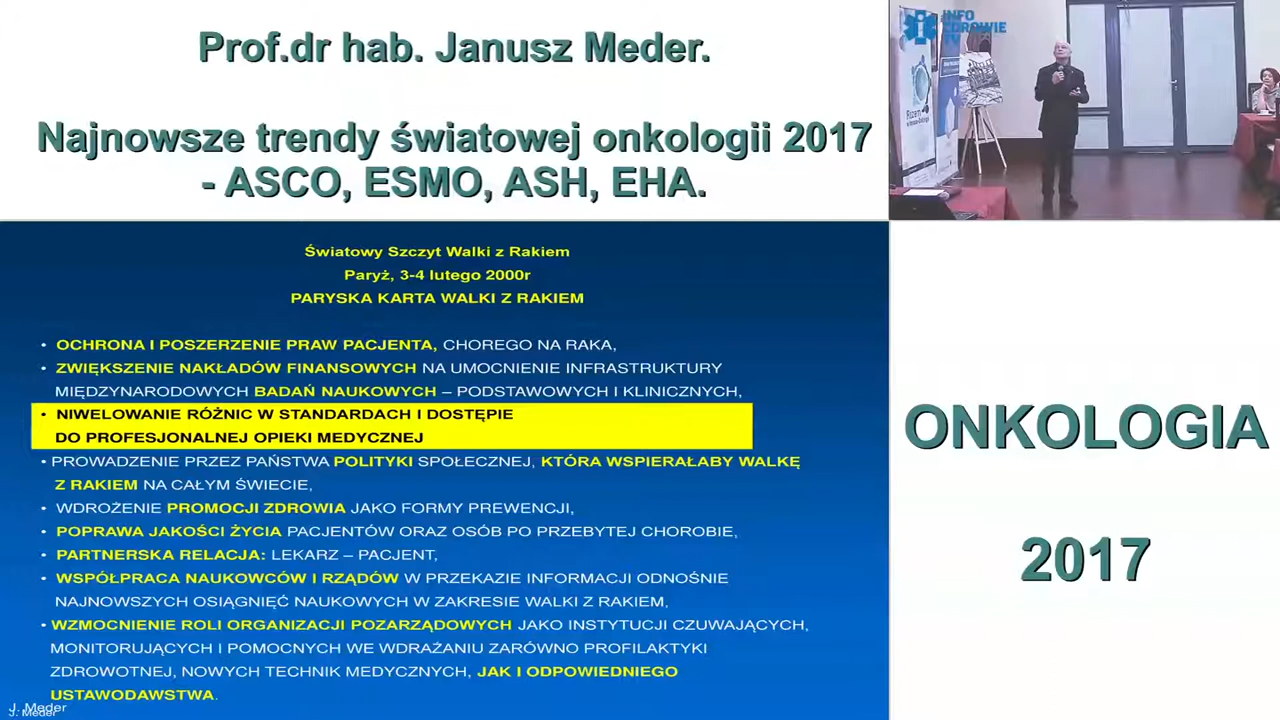 Prof.dr hab. Janusz Meder.
Najnowsze trendy światowej onkologii 2017
- ASCO, ESMO, ASH, EHA.
INFO
ZDROWIE
TV
Światowy Szczyt Walki z Rakiem
Paryż, 3-4 lutego 2000r
PARYSKA KARTA WALKI Z RAKIEM
• OCHRONA I POSZERZENIE PRAW PACJENTA, CHOREGO NA RAKA,
• ZWIĘKSZENIE NAKŁADÓW FINANSOWYCH NA UMOCNIENIE INFRASTRUKTURY
MIĘDZYNARODOWYCH BADAŃ NAUKOWYCH – PODSTAWOWYCH I KLINICZNYCH,
• NIWELOWANIE RÓŻNIC W STANDARDACH I DOSTĘPIE
DO PROFESJONALNEJ OPIEKI MEDYCZNEJ
• PROWADZENIE PRZEZ PAŃSTWA POLITYKI SPOŁECZNEJ, KTÓRA WSPIERAŁABY WALKĘ
Z RAKIEM NA CAŁYM ŚWIECIE,
• WDROŻENIE PROMOCJI ZDROWIA JAKO FORMY PREWENCJI,
• POPRAWA JAKOŚCI ŻYCIA PACJENTÓW ORAZ OSÓB PO PRZEBYTEJ CHOROBIE,
• PARTNERSKA RELACJA: LEKARZ – PACJENT,
• WSPÓŁPRACA NAUKOWCÓW I RZĄDÓW W PRZEKAZIE INFORMACJI ODNOŚNIE
NAJNOWSZYCH OSIĄGNIĘĆ NAUKOWYCH W ZAKRESIE WALKI Z RAKIEM,
• WZMOCNIENIE ROLI ORGANIZACJI POZARZĄDOWYCH JAKO INSTYTUCJI CZUWAJĄCYCH,
MONITORUJĄCYCH I POMOCNYCH WE WDRAŻANIU ZARÓWNO PROFILAKTYKI
ZDROWOTNEJ, NOWYCH TECHNIK MEDYCZNYCH, JAK I ODPOWIEDNIEGO
USTAWODAWSTWA.
J. Meder
J. Meder
ONKOLOGIA
2017